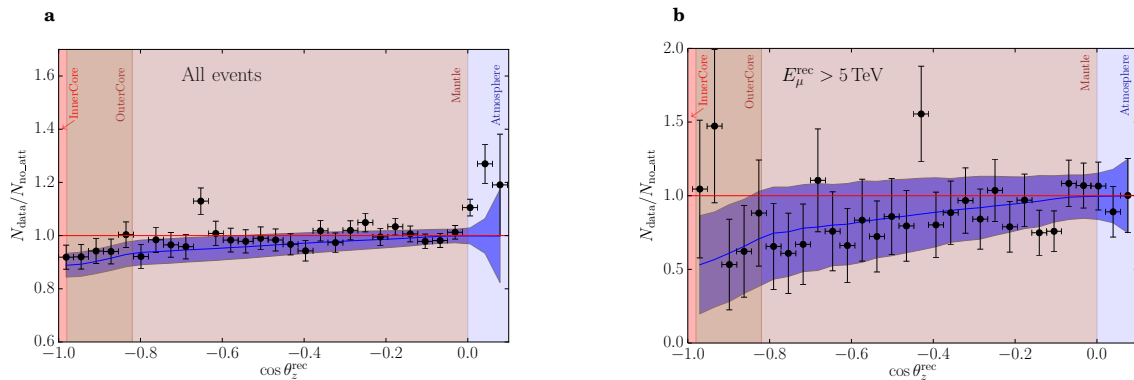 a
1.6
1.4
1.2
1.0
0.8
0.6
N_data/N_no_att
InnerCore
OuterCore
All events
Mantle
Atmosphere
-1.0 -0.8 -0.6 -0.4 -0.2 0.0
cos θ_z^rec
b
2.0
1.5
1.0
0.5
0.0
N_data/N_no_att
InnerCore
OuterCore
E_μ^rec > 5 TeV
Mantle
Atmosphere
-1.0 -0.8 -0.6 -0.4 -0.2 0.0
cos θ_z^rec